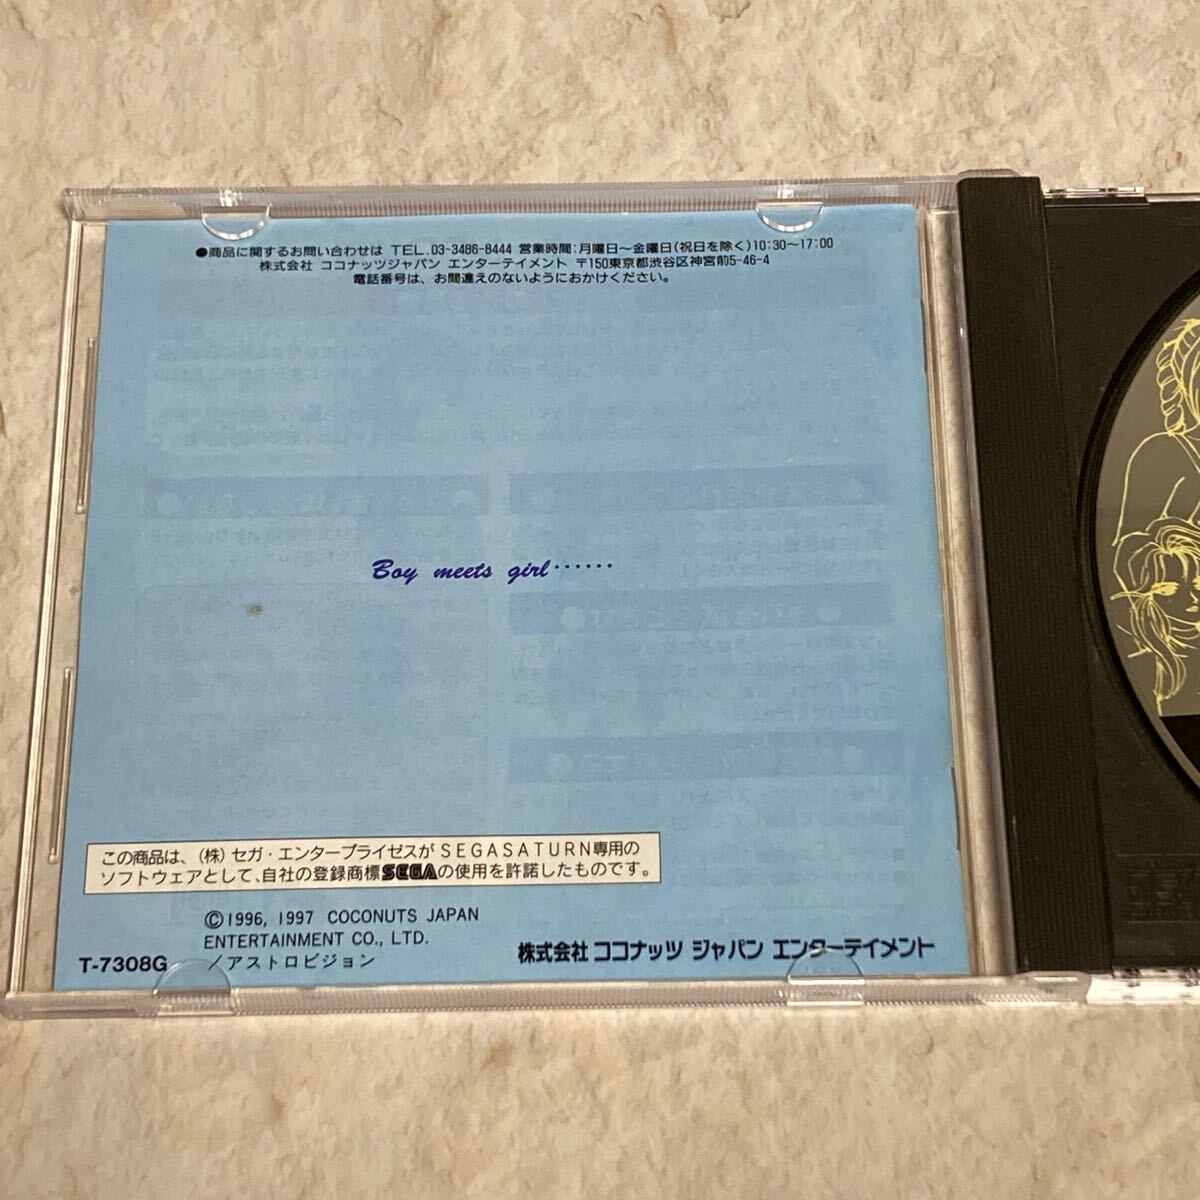 ●商品に関するお問い合わせは TEL.03-3486-8444 営業時間:月曜日〜金曜日(祝日を除く)10:30〜17:00
株式会社 ココナッツジャパン エンターテイメント 〒150東京都渋谷区神宮前5-46-4
電話番号は、お間違えのないようにおかけください。
Boy meets girl……
この商品は、(株)セガ・エンタープライゼスがSEGASATURN専用の
ソフトウェアとして、自社の登録商標SEGAの使用を許諾したものです。
©1996, 1997 COCONUTS JAPAN
ENTERTAINMENT CO., LTD.
/アストロビジョン
T-7308G
株式会社 ココナッツ ジャパン エンターテイメント